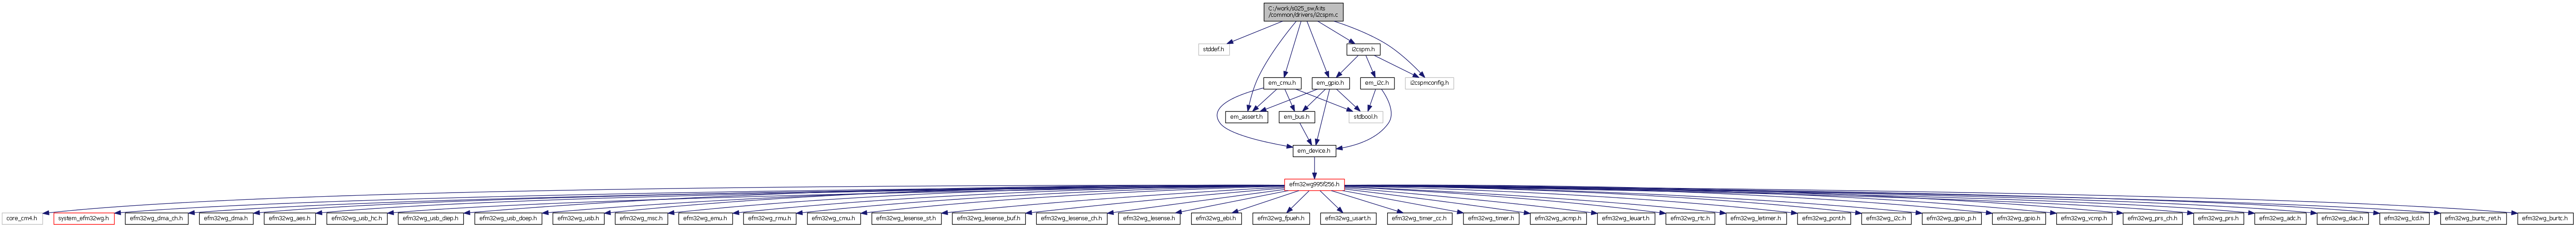 C:/work/s025_sw/kits
/common/drivers/i2cspm.c
stddef.h
i2cspm.h
em_cmu.h
em_gpio.h
em_i2c.h
i2cspmconfig.h
em_assert.h
em_bus.h
stdbool.h
em_device.h
efm32wg995f256.h
core_cm4.h
system_efm32wg.h
efm32wg_dma_ch.h
efm32wg_dma.h
efm32wg_aes.h
efm32wg_usb_hc.h
efm32wg_usb_diep.h
efm32wg_usb_doep.h
efm32wg_usb.h
efm32wg_msc.h
efm32wg_emu.h
efm32wg_rmu.h
efm32wg_cmu.h
efm32wg_lesense_st.h
efm32wg_lesense_buf.h
efm32wg_lesense_ch.h
efm32wg_lesense.h
efm32wg_ebi.h
efm32wg_fpueh.h
efm32wg_usart.h
efm32wg_timer_cc.h
efm32wg_timer.h
efm32wg_acmp.h
efm32wg_leuart.h
efm32wg_rtc.h
efm32wg_letimer.h
efm32wg_pcnt.h
efm32wg_i2c.h
efm32wg_gpio_p.h
efm32wg_gpio.h
efm32wg_vcmp.h
efm32wg_prs_ch.h
efm32wg_prs.h
efm32wg_adc.h
efm32wg_dac.h
efm32wg_lcd.h
efm32wg_burtc_ret.h
efm32wg_burtc.h